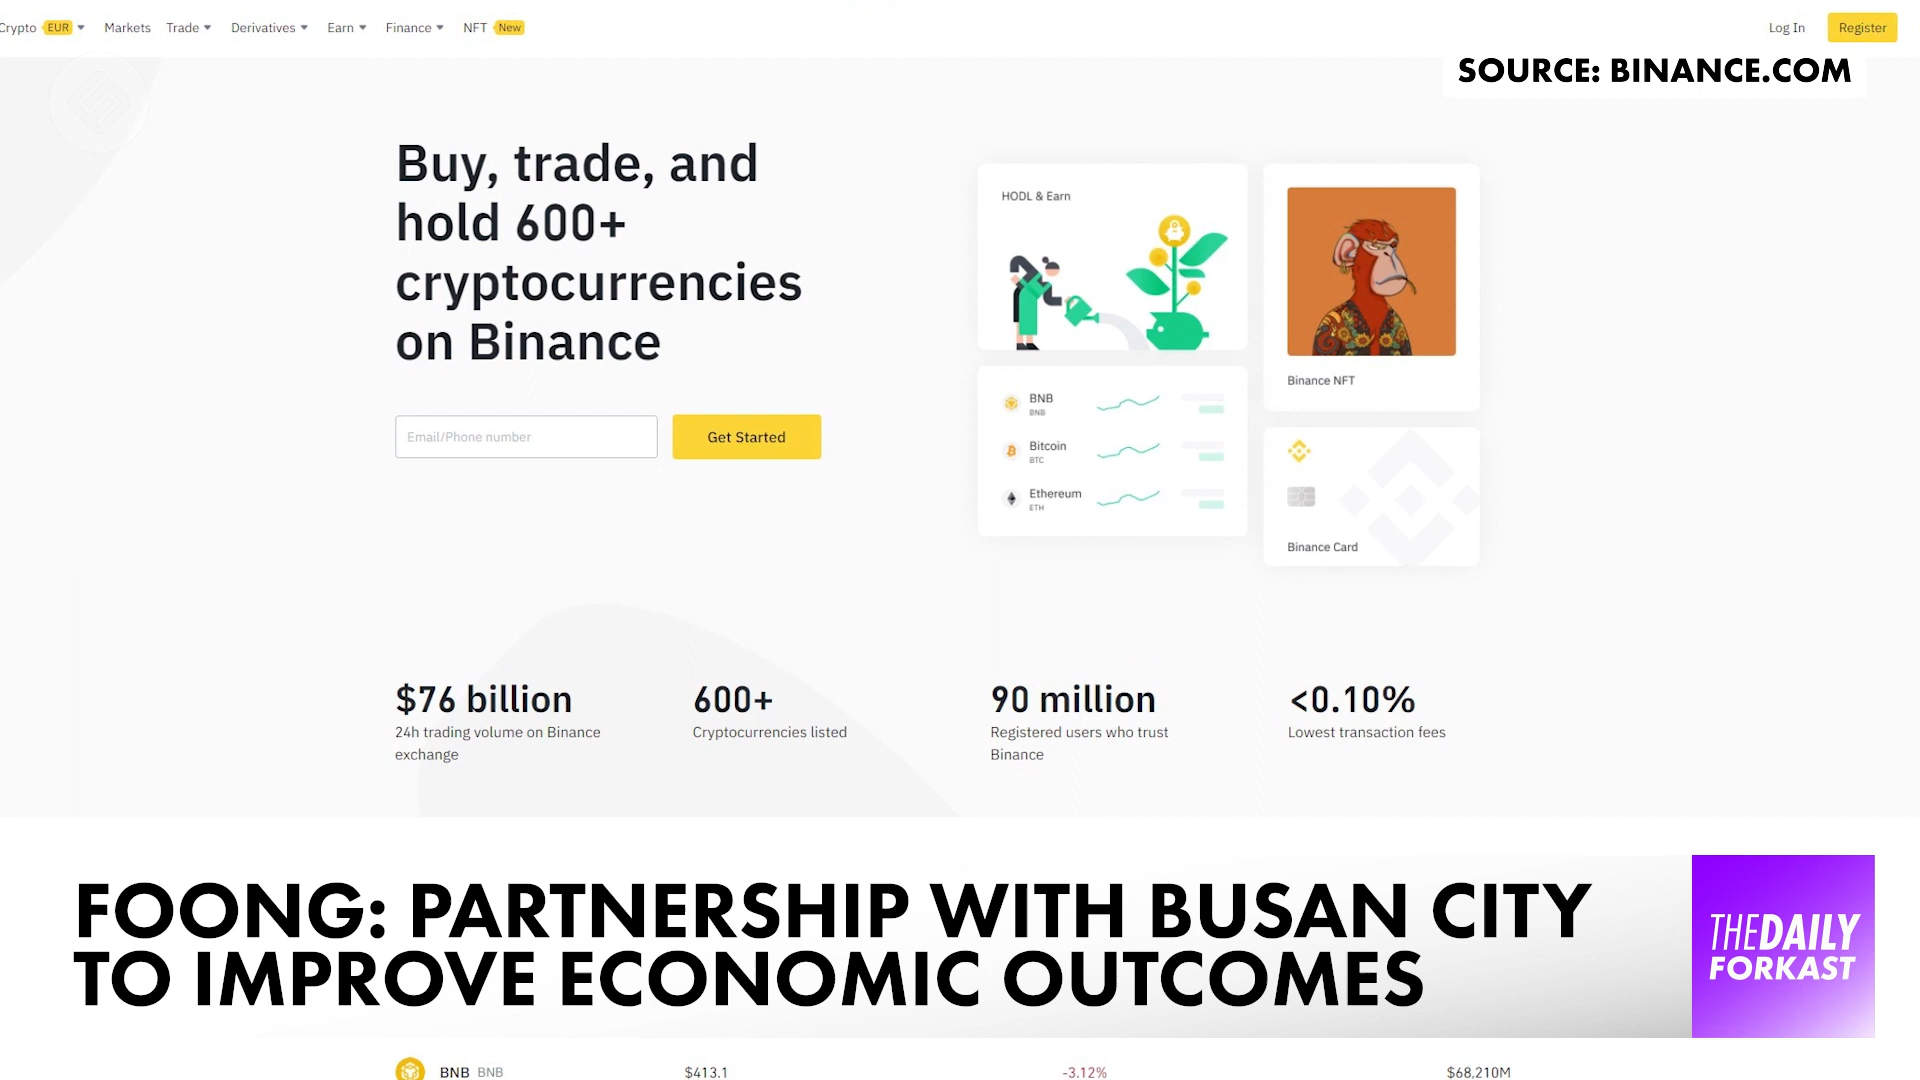 Crypto EUR Markets Trade Derivatives Earn Finance NFT New Log In Register
SOURCE: BINANCE.COM
Buy, trade, and
hold 600+
cryptocurrencies
on Binance
Email/Phone number
Get Started
HODL & Earn
BNB
BNB
Bitcoin
BTC
Ethereum
ETH
Binance NFT
Binance Card
$76 billion
24h trading volume on Binance
exchange
600+
Cryptocurrencies listed
90 million
Registered users who trust
Binance
<0.10%
Lowest transaction fees
FOONG: PARTNERSHIP WITH BUSAN CITY
TO IMPROVE ECONOMIC OUTCOMES
THE DAILY
FORKAST
BNB BNB $413.1 -3.12% $68,210M